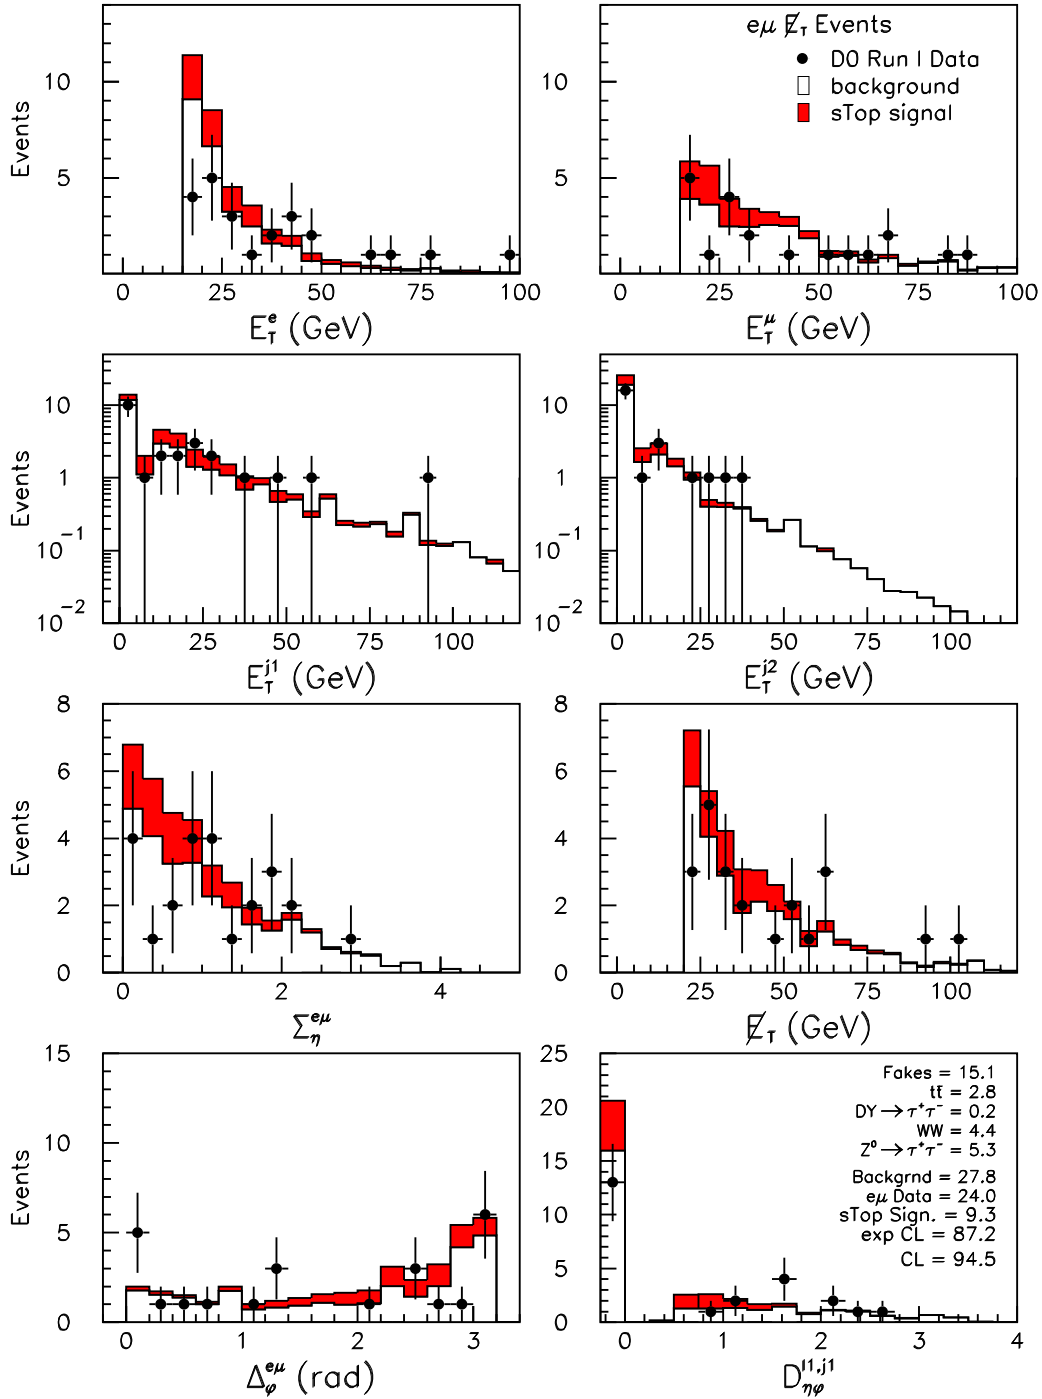 eμ E̸T Events
D0 Run I Data
background
sTop signal
Events
10
5
10
5
0 25 50 75 100
0 25 50 75 100
E_T^e (GeV)
E_T^μ (GeV)
Events
10
1
10^-1
10^-2
10
1
10^-1
10^-2
0 25 50 75 100
0 25 50 75 100
E_T^j1 (GeV)
E_T^j2 (GeV)
Events
8
6
4
2
0
8
6
4
2
0
0 2 4
0 25 50 75 100
Σ_η^eμ
E̸_T (GeV)
Events
15
10
5
0
25
20
15
10
5
0
Fakes = 15.1
tt̄ = 2.8
DY→τ⁺τ⁻ = 0.2
WW = 4.4
Z⁰→τ⁺τ⁻ = 5.3
Backgrnd = 27.8
eμ Data = 24.0
sTop Sign. = 9.3
exp CL = 87.2
CL = 94.5
0 1 2 3
0 2 4
Δ_φ^eμ (rad)